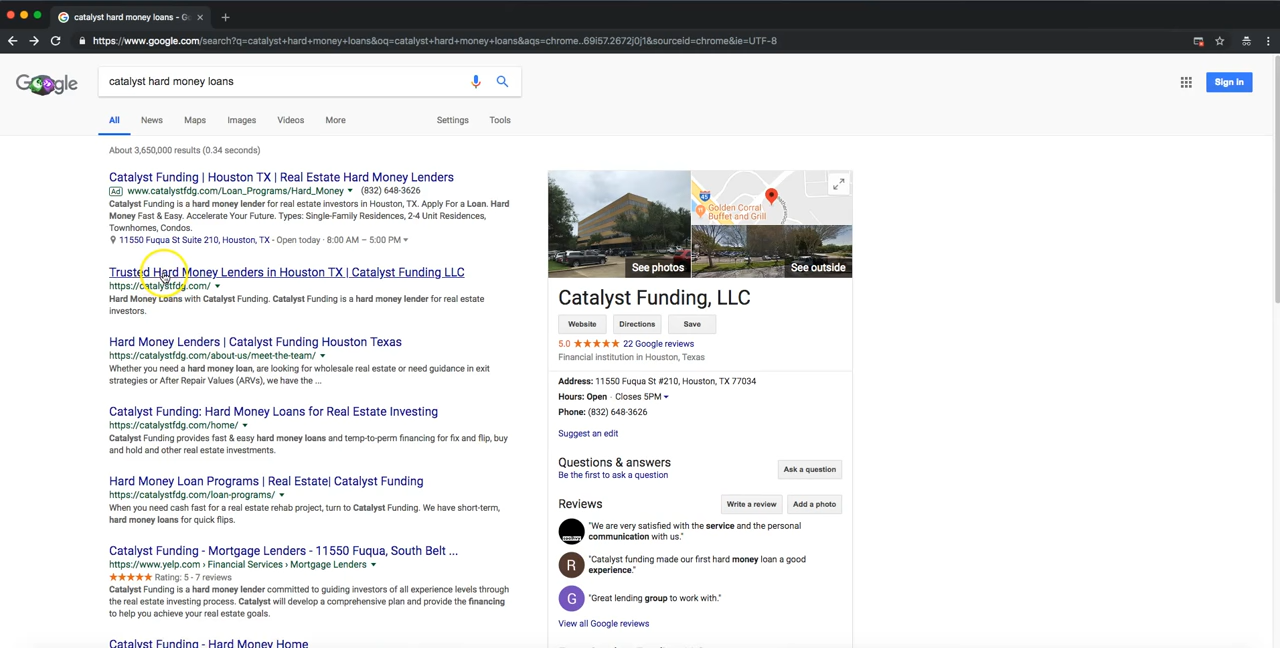 catalyst hard money loans - Go
https://www.google.com/search?q=catalyst+hard+money+loans&oq=catalyst+hard+money+loans&aqs=chrome..69i57.2672j0j1&sourceid=chrome&ie=UTF-8
Google
catalyst hard money loans
Sign in
All
News
Maps
Images
Videos
More
Settings
Tools
About 3,650,000 results (0.34 seconds)
Catalyst Funding | Houston TX | Real Estate Hard Money Lenders
Ad www.catalystfdg.com/Loan_Programs/Hard_Money (832) 648-3626
Catalyst Funding is a hard money lender for real estate investors in Houston, TX. Apply For a Loan. Hard
Money Fast & Easy. Accelerate Your Future. Types: Single-Family Residences, 2-4 Unit Residences,
Townhomes, Condos.
11550 Fuqua St Suite 210, Houston, TX - Open today · 8:00 AM – 5:00 PM
Trusted Hard Money Lenders in Houston TX | Catalyst Funding LLC
https://catalystfdg.com/
Hard Money Loans with Catalyst Funding. Catalyst Funding is a hard money lender for real estate
investors.
Hard Money Lenders | Catalyst Funding Houston Texas
https://catalystfdg.com/about-us/meet-the-team/
Whether you need a hard money loan, are looking for wholesale real estate or need guidance in exit
strategies or After Repair Values (ARVs), we have the ...
Catalyst Funding: Hard Money Loans for Real Estate Investing
https://catalystfdg.com/home/
Catalyst Funding provides fast & easy hard money loans and temp-to-perm financing for fix and flip, buy
and hold and other real estate investments.
Hard Money Loan Programs | Real Estate| Catalyst Funding
https://catalystfdg.com/loan-programs/
When you need cash fast for a real estate rehab project, turn to Catalyst Funding. We have short-term,
hard money loans for quick flips.
Catalyst Funding - Mortgage Lenders - 11550 Fuqua, South Belt ...
https://www.yelp.com › Financial Services › Mortgage Lenders
Rating: 5 - 7 reviews
Catalyst Funding is a hard money lender committed to guiding investors of all experience levels through
the real estate investing process. Catalyst will develop a comprehensive plan and provide the financing
to help you achieve your real estate goals.
Catalyst Funding - Hard Money Home
45
Golden Corral
Buffet and Grill
See photos
See outside
Catalyst Funding, LLC
Website
Directions
Save
5.0 22 Google reviews
Financial institution in Houston, Texas
Address: 11550 Fuqua St #210, Houston, TX 77034
Hours: Open · Closes 5PM
Phone: (832) 648-3626
Suggest an edit
Questions & answers
Be the first to ask a question
Ask a question
Reviews
Write a review
Add a photo
"We are very satisfied with the service and the personal
communication with us."
R
"Catalyst funding made our first hard money loan a good
experience."
G
"Great lending group to work with."
View all Google reviews